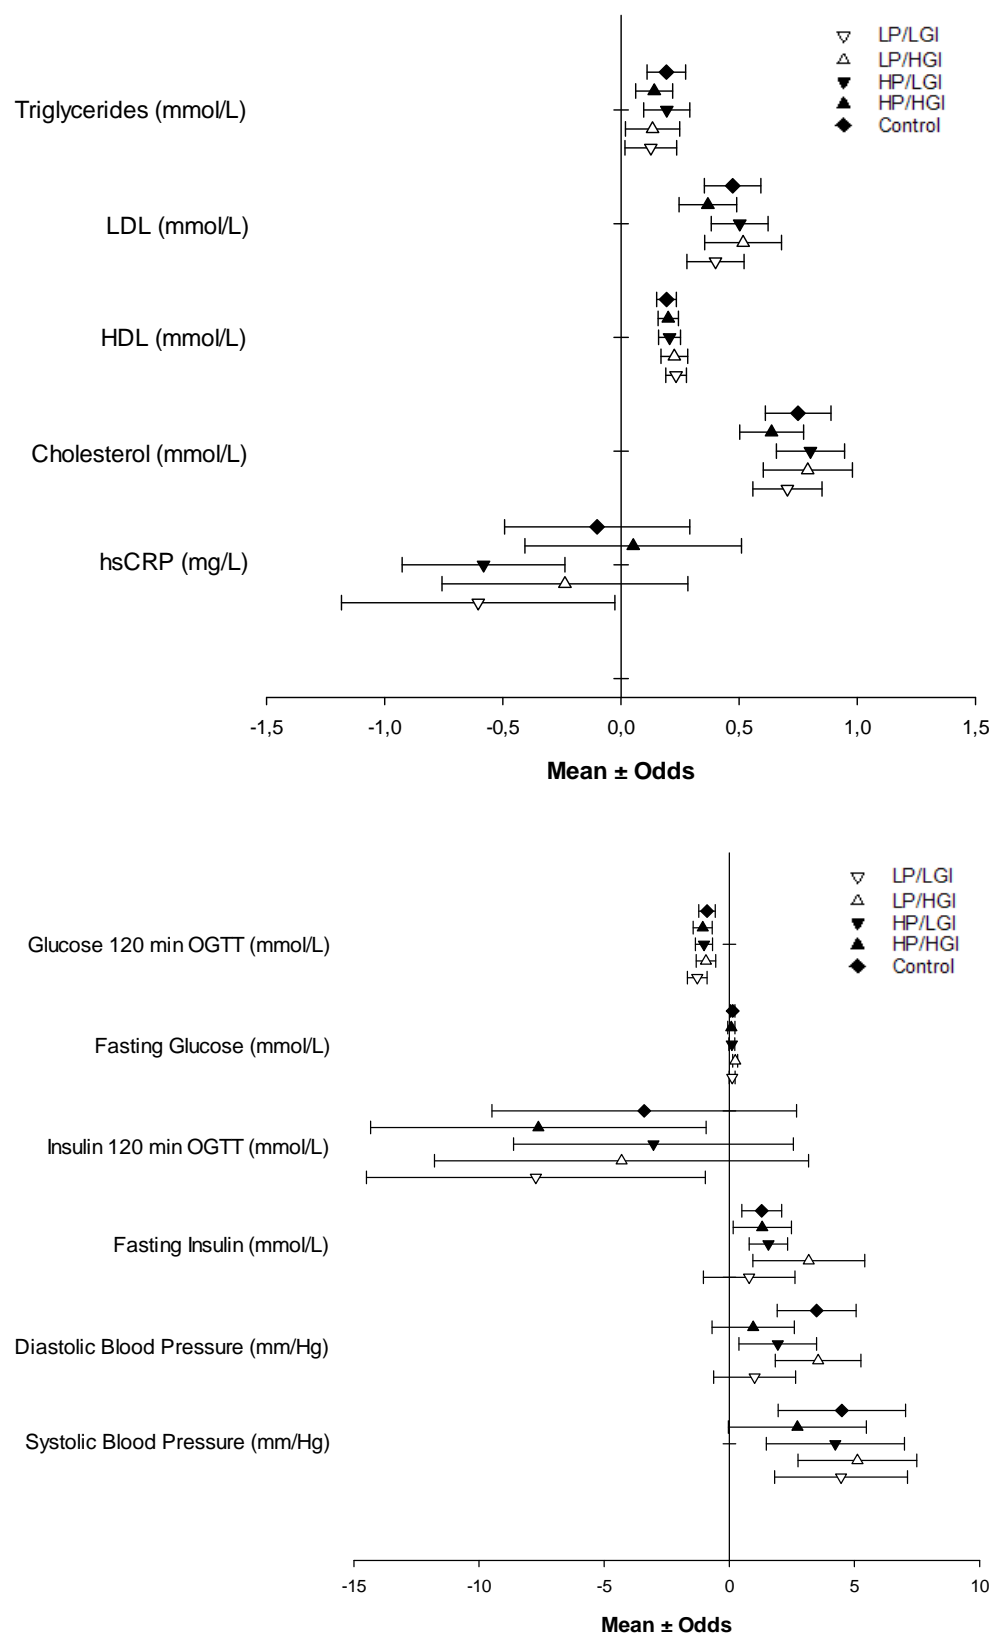 LP/LGI
LP/HGI
HP/LGI
HP/HGI
Control
Triglycerides (mmol/L)
LDL (mmol/L)
HDL (mmol/L)
Cholesterol (mmol/L)
hsCRP (mg/L)
-1,5 -1,0 -0,5 0,0 0,5 1,0 1,5
Mean ± Odds
LP/LGI
LP/HGI
HP/LGI
HP/HGI
Control
Glucose 120 min OGTT (mmol/L)
Fasting Glucose (mmol/L)
Insulin 120 min OGTT (mmol/L)
Fasting Insulin (mmol/L)
Diastolic Blood Pressure (mm/Hg)
Systolic Blood Pressure (mm/Hg)
-15 -10 -5 0 5 10
Mean ± Odds